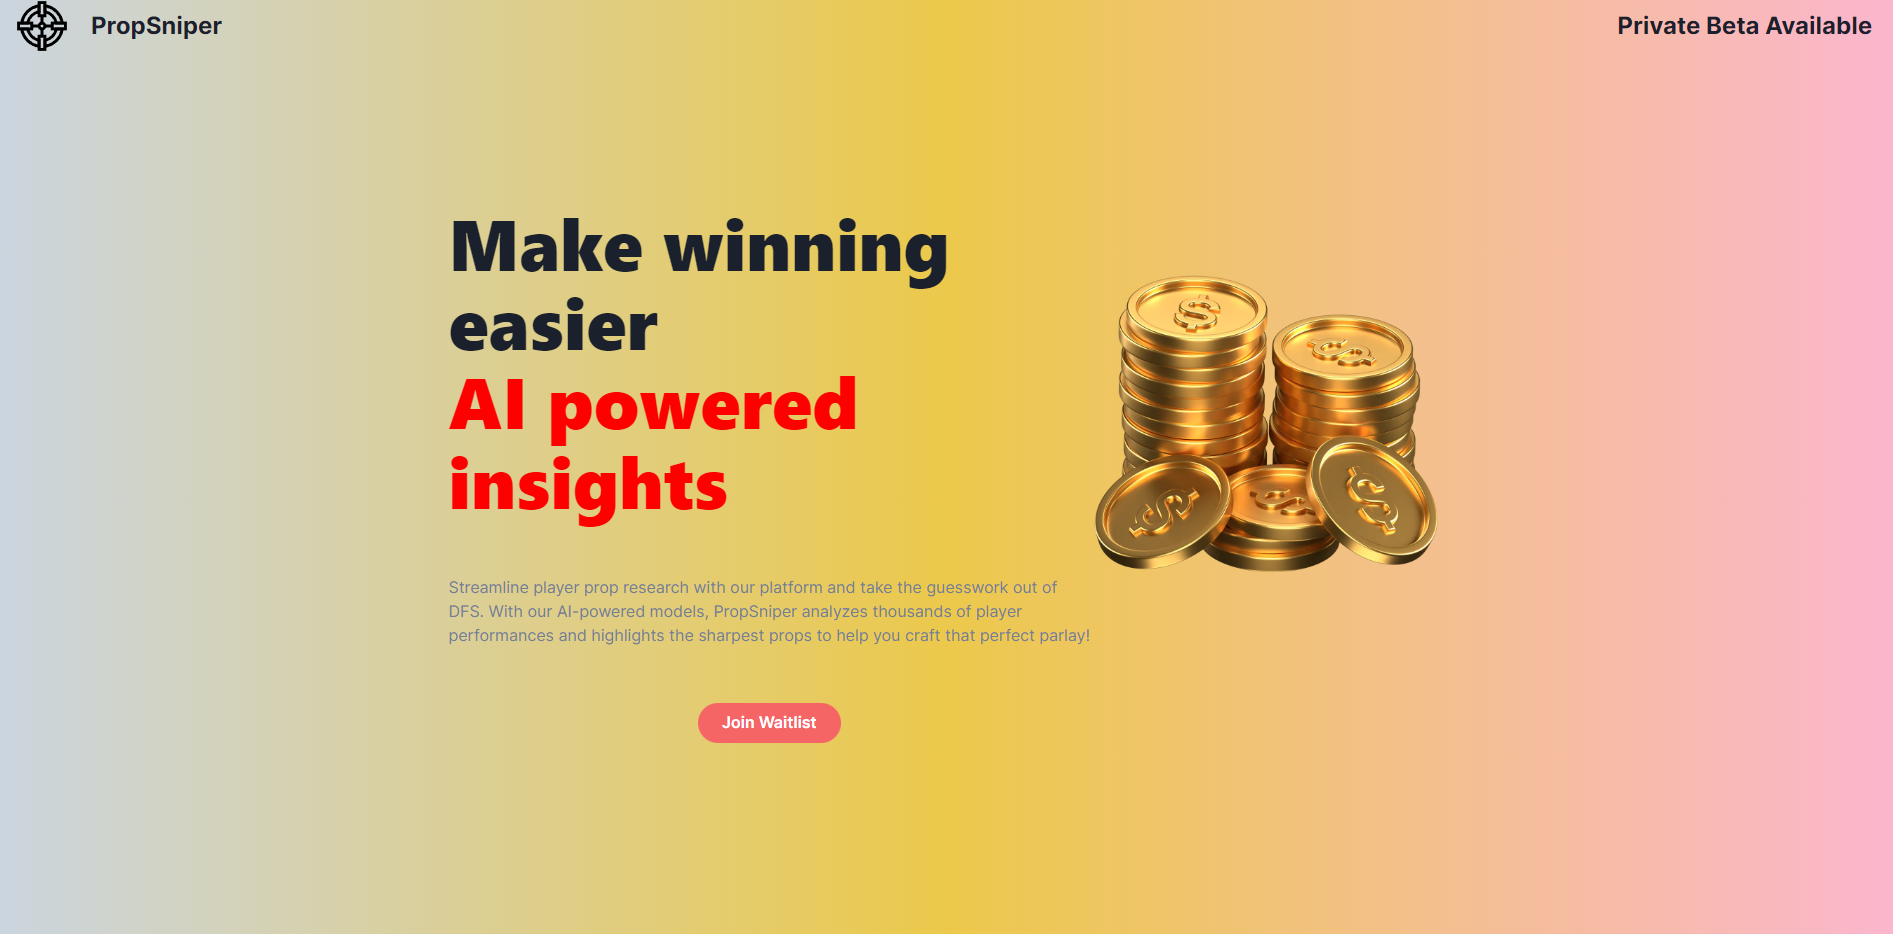 PropSniper
Private Beta Available
Make winning
easier
AI powered
insights
Streamline player prop research with our platform and take the guesswork out of
DFS. With our AI-powered models, PropSniper analyzes thousands of player
performances and highlights the sharpest props to help you craft that perfect parlay!
Join Waitlist
$
$
$
$
$